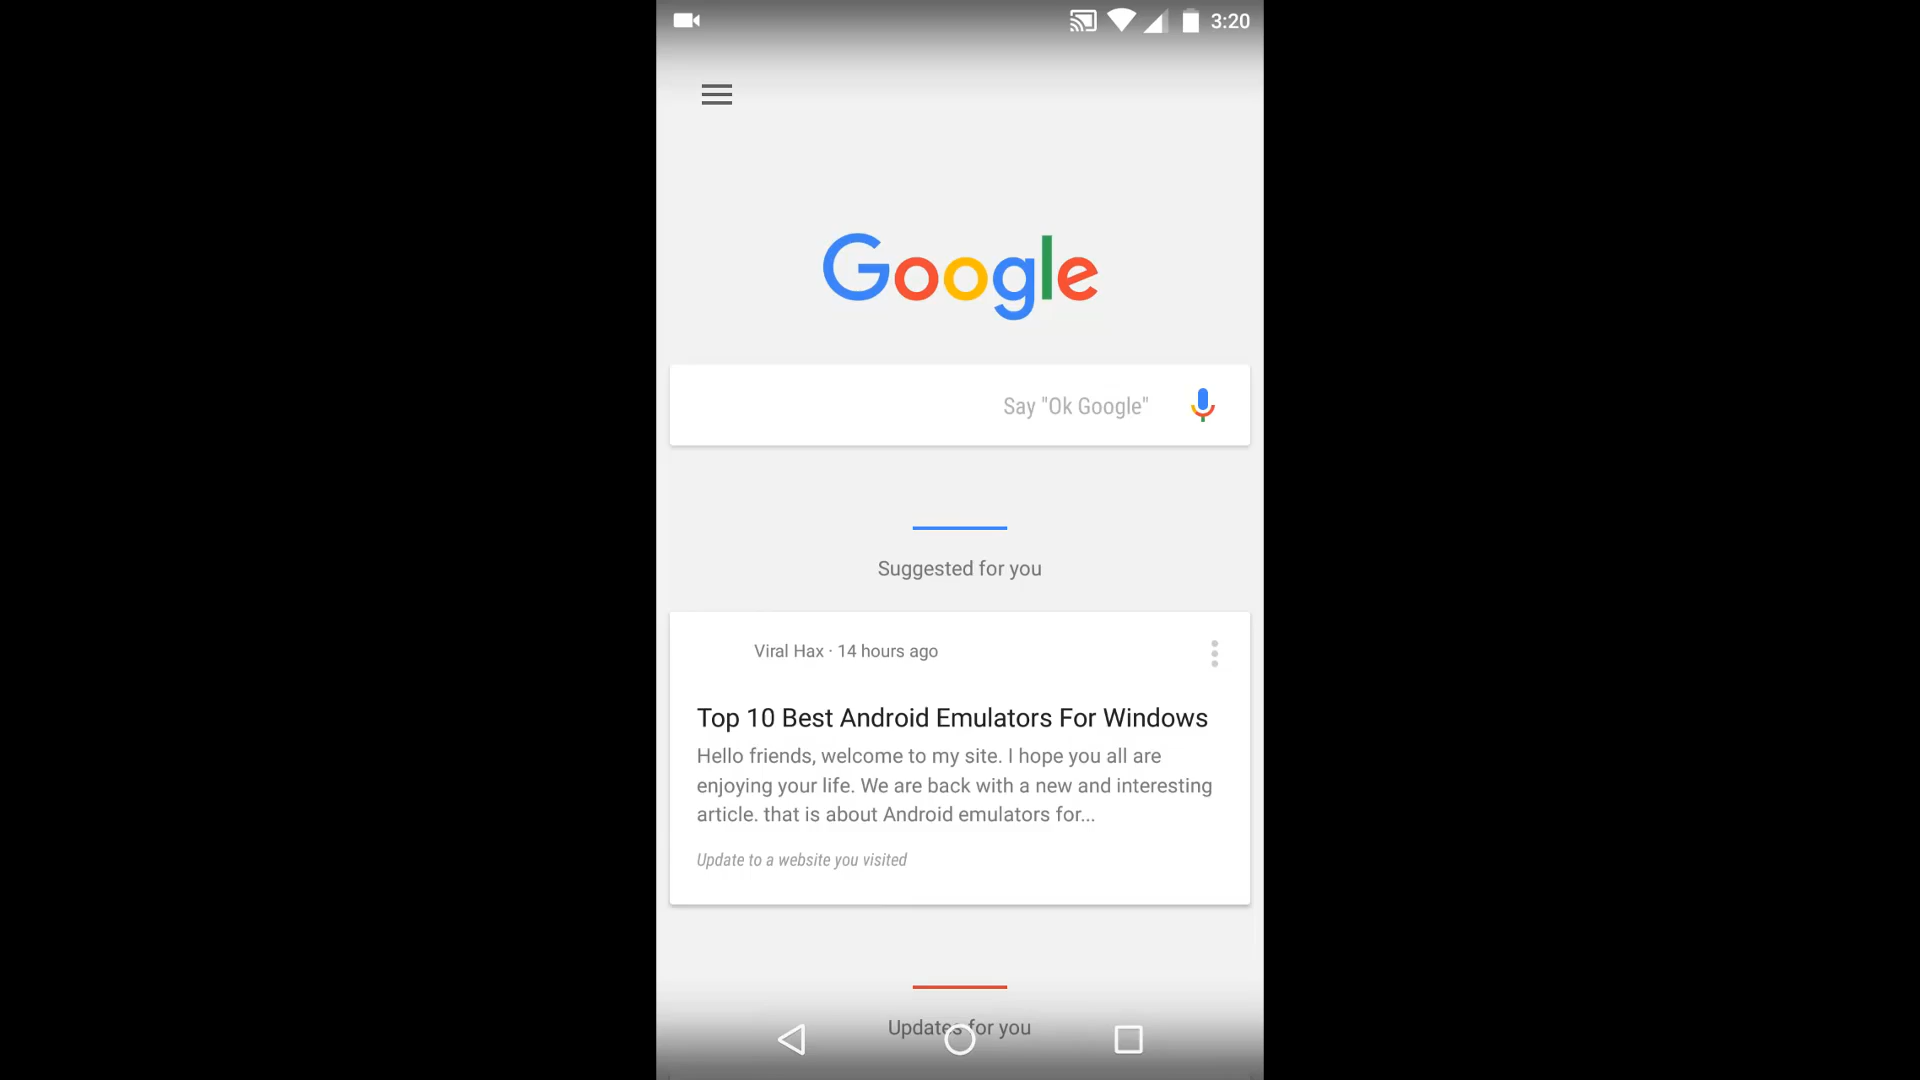 3:20
Google
Say "Ok Google"
Suggested for you
Viral Hax · 14 hours ago
Top 10 Best Android Emulators For Windows
Hello friends, welcome to my site. I hope you all are
enjoying your life. We are back with a new and interesting
article. that is about Android emulators for...
Update to a website you visited
Updates for you